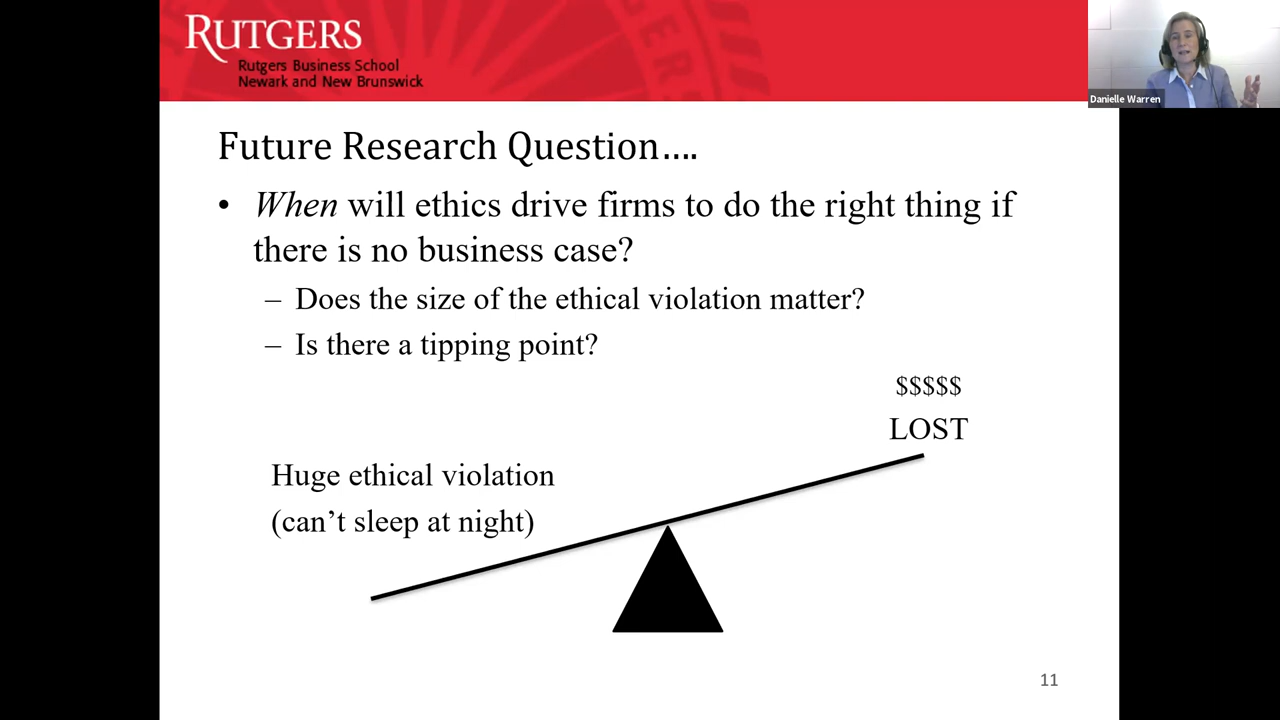 RUTGERS
Rutgers Business School
Newark and New Brunswick
Danielle Warren
Future Research Question….
• When will ethics drive firms to do the right thing if
there is no business case?
– Does the size of the ethical violation matter?
– Is there a tipping point?
$$$$$
LOST
Huge ethical violation
(can’t sleep at night)
11